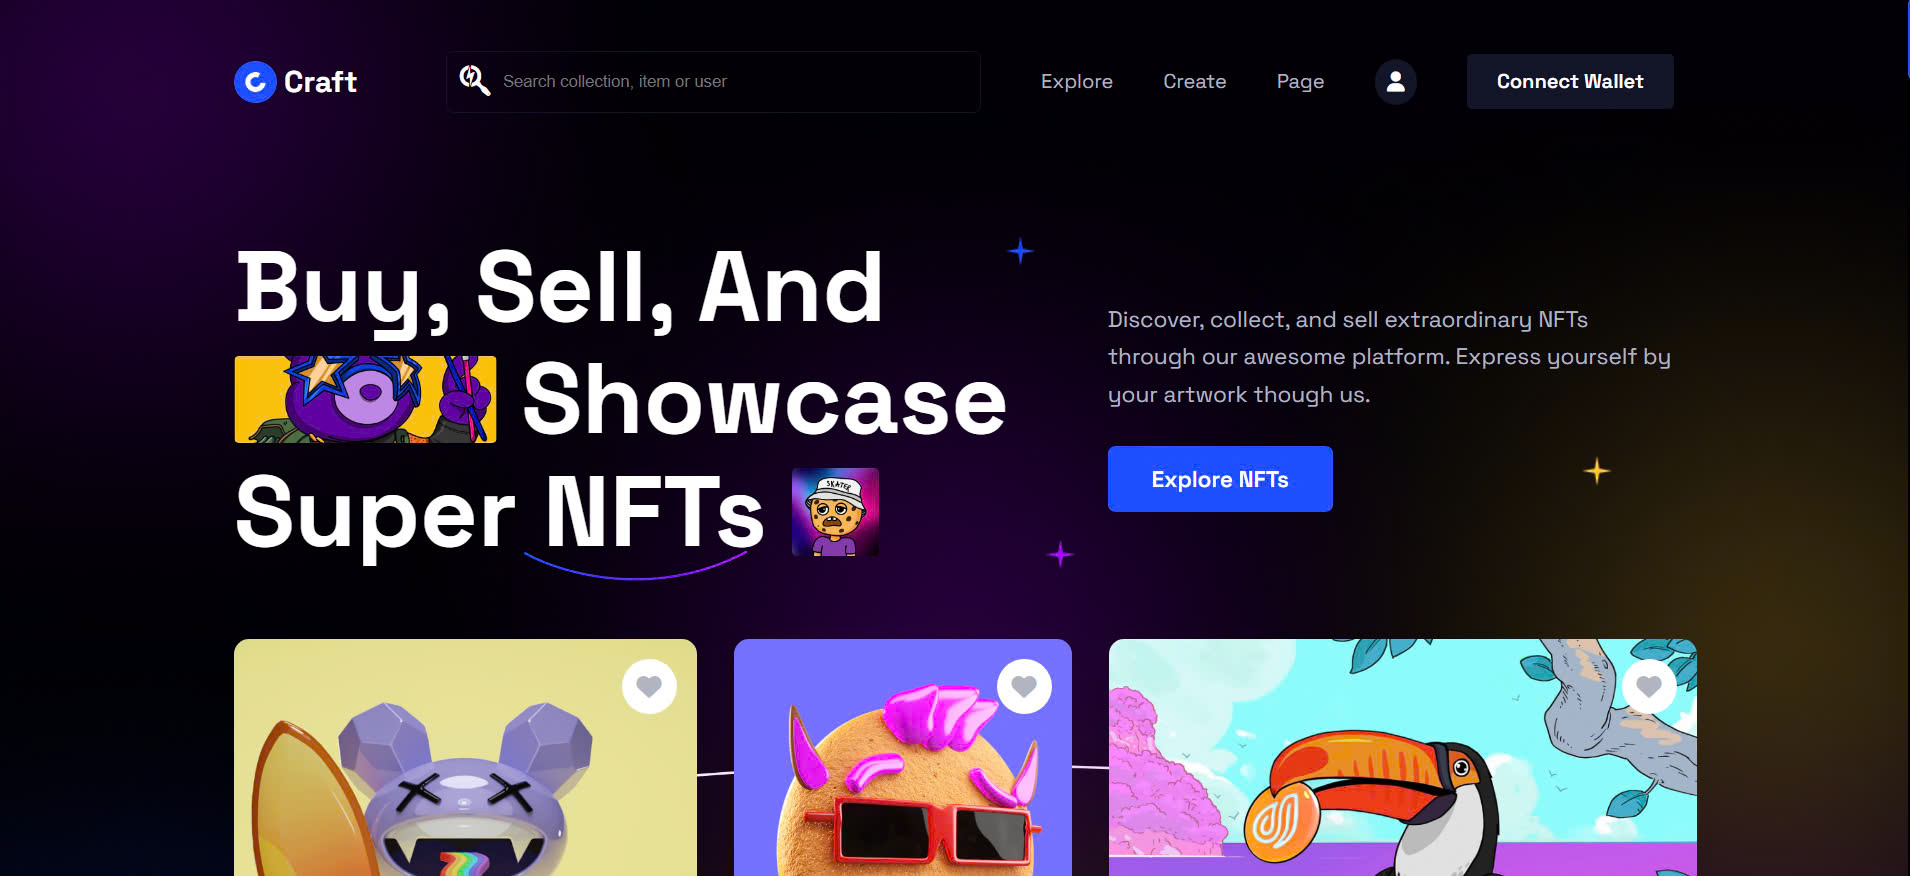 Craft
Search collection, item or user
Explore
Create
Page
Connect Wallet
Buy, Sell, And
Showcase
Super NFTs
SKATER
Discover, collect, and sell extraordinary NFTs
through our awesome platform. Express yourself by
your artwork though us.
Explore NFTs